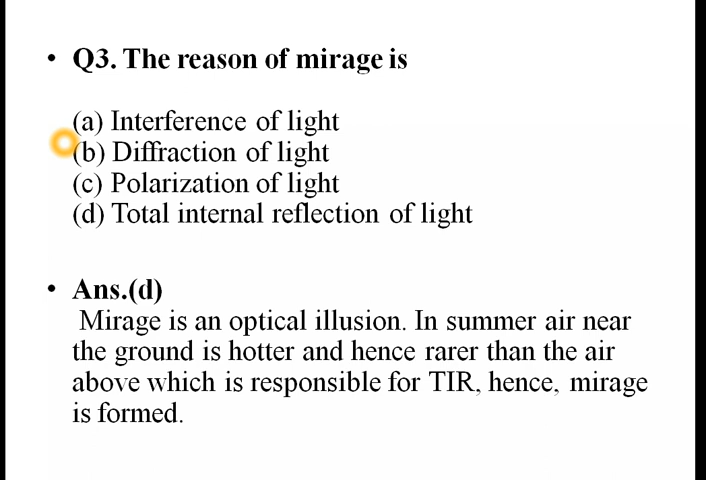 • Q3. The reason of mirage is
(a) Interference of light
(b) Diffraction of light
(c) Polarization of light
(d) Total internal reflection of light
• Ans.(d)
Mirage is an optical illusion. In summer air near
the ground is hotter and hence rarer than the air
above which is responsible for TIR, hence, mirage
is formed.